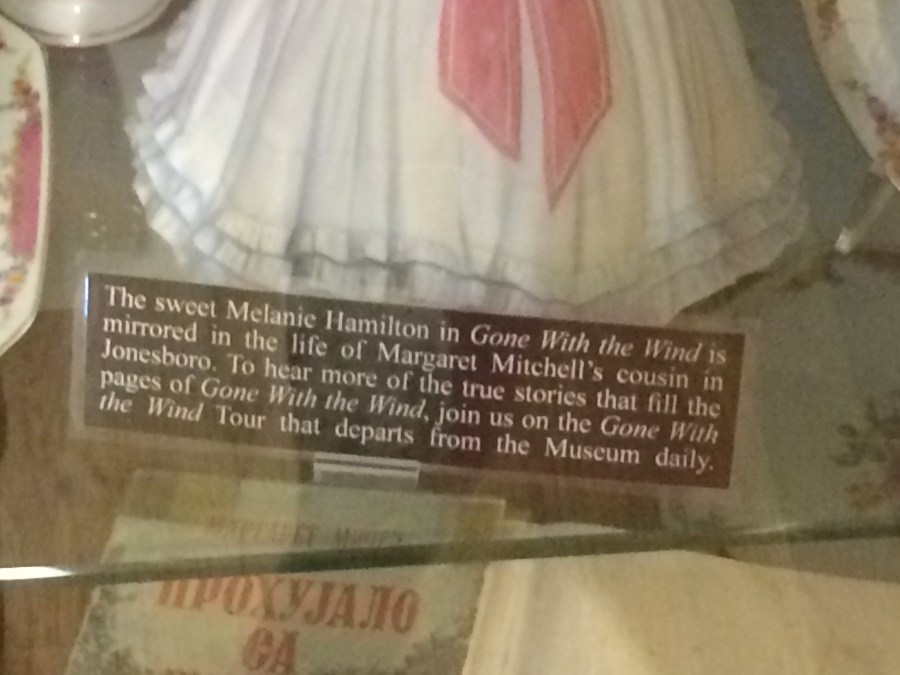 The sweet Melanie Hamilton in Gone With the Wind is
mirrored in the life of Margaret Mitchell's cousin in
Jonesboro. To hear more of the true stories that fill the
pages of Gone With the Wind, join us on the Gone With
the Wind Tour that departs from the Museum daily.
ПРОХУЈАЛО
СА